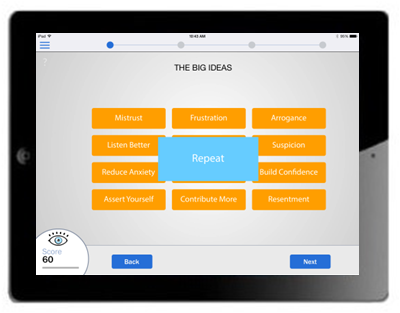 iPad
10:43 AM
85%
THE BIG IDEAS
Mistrust
Frustration
Arrogance
Listen Better
Suspicion
Repeat
Reduce Anxiety
Build Confidence
Assert Yourself
Contribute More
Resentment
Score
60
Back
Next